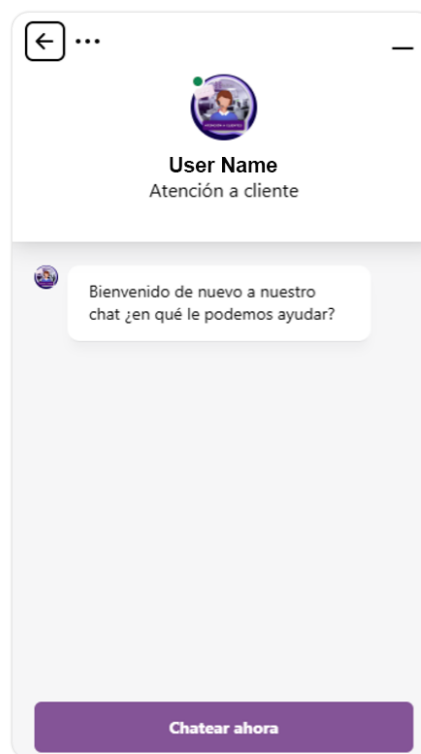 User Name
Atención a cliente
Bienvenido de nuevo a nuestro
chat ¿en qué le podemos ayudar?
Chatear ahora